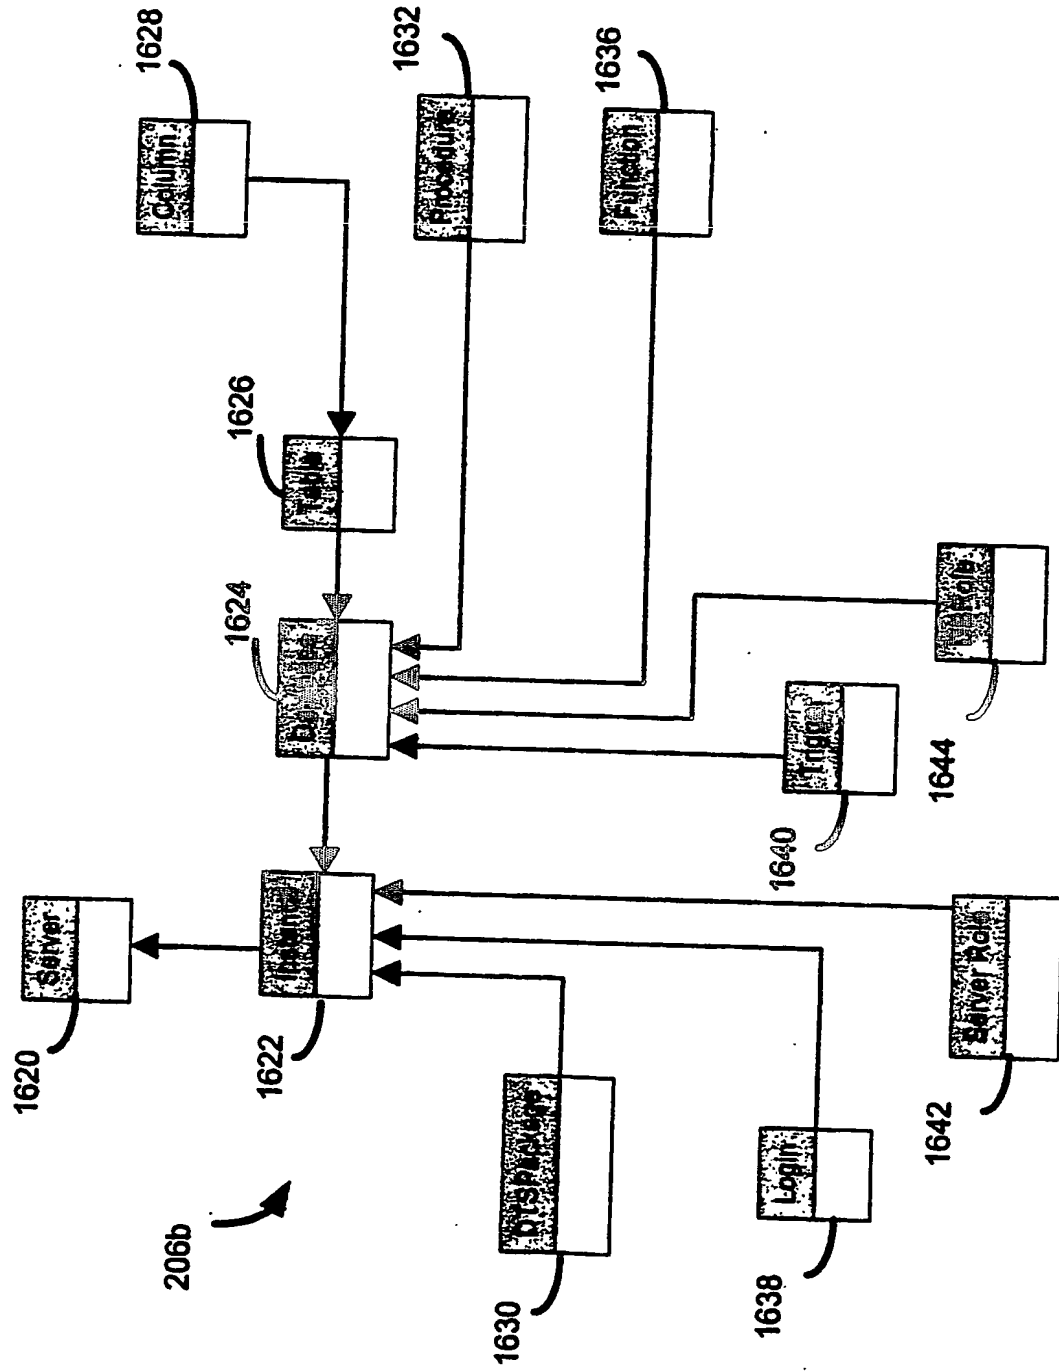 1620
Server
206b
1622
Instance
1624
1626
Table
1628
Column
1630
DTSPackage
1632
Procedure
1636
Function
1638
Login
1640
1642
Server Role
1644
DBRole